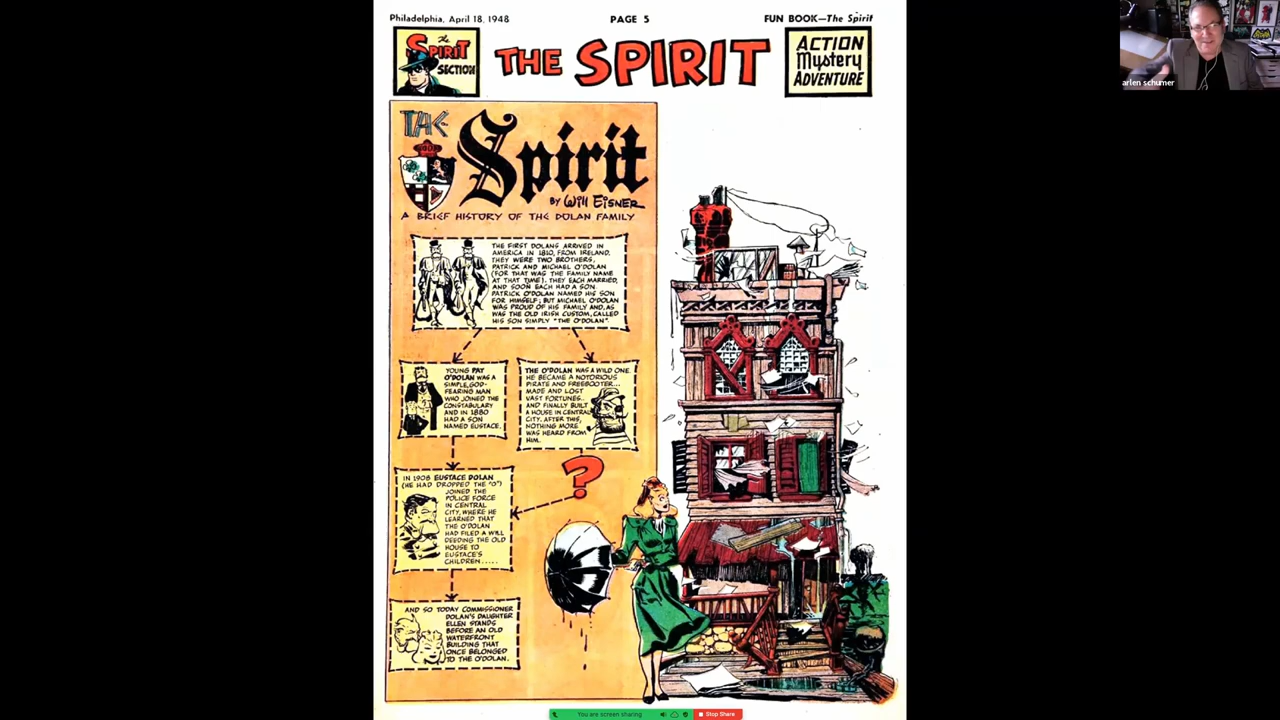 Philadelphia, April 18, 1948
PAGE 5
FUN BOOK—The Spirit
The
SPIRIT
SECTION
THE SPIRIT
ACTION
Mystery
ADVENTURE
arlen schumer
THE
Spirit
BY WILL EISNER
A BRIEF HISTORY OF THE DOLAN FAMILY
THE FIRST DOLANS ARRIVED IN
AMERICA IN 1810, FROM IRELAND.
THEY WERE TWO BROTHERS,
PATRICK AND MICHAEL O'DOLAN
(FOR THAT WAS THE FAMILY NAME
AT THAT TIME). THEY EACH MARRIED,
AND SOON EACH HAD A SON.
PATRICK O'DOLAN NAMED HIS SON
FOR HIMSELF; BUT MICHAEL O'DOLAN
WAS PROUD OF HIS FAMILY AND, AS
WAS THE OLD IRISH CUSTOM, CALLED
HIS SON SIMPLY "THE O'DOLAN".
YOUNG PAT
O'DOLAN WAS A
SIMPLE, GOD-
FEARING MAN
WHO JOINED THE
CONSTABULARY
AND IN 1880
HAD A SON
NAMED EUSTACE.
THE O'DOLAN WAS A WILD ONE.
HE BECAME A NOTORIOUS
PIRATE AND FREEBOOTER...
MADE AND LOST
VAST FORTUNES..
AND FINALLY BUILT
A HOUSE IN CENTRAL
CITY. AFTER THIS,
NOTHING MORE
WAS HEARD FROM
HIM.
?
IN 1908 EUSTACE DOLAN
(HE HAD DROPPED THE "O")
JOINED THE
POLICE FORCE
IN CENTRAL
CITY, WHERE HE
LEARNED THAT
THE O'DOLAN
HAD FILED A WILL
DEEDING THE OLD
HOUSE TO
EUSTACE'S
CHILDREN.....
AND SO TODAY COMMISSIONER
DOLAN'S DAUGHTER
ELLEN STANDS
BEFORE AN OLD
WATERFRONT
BUILDING THAT
ONCE BELONGED
TO THE O'DOLAN.
You are screen sharing
Stop Share